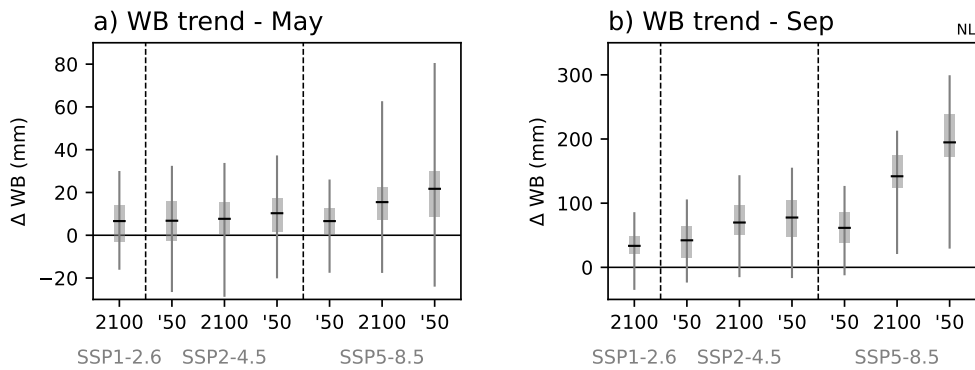 a) WB trend - May
80
60
40
20
0
−20
Δ WB (mm)
2100 '50 2100 '50 '50 2100 '50
SSP1-2.6 SSP2-4.5 SSP5-8.5
b) WB trend - Sep
NL
300
200
100
0
Δ WB (mm)
2100 '50 2100 '50 '50 2100 '50
SSP1-2.6 SSP2-4.5 SSP5-8.5